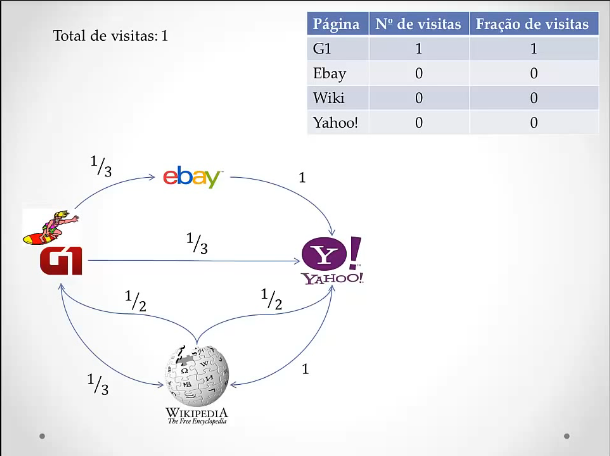 Total de visitas: 1
Página Nº de visitas Fração de visitas
G1 1 1
Ebay 0 0
Wiki 0 0
Yahoo! 0 0
1/3
ebay
1
G1
1/3
Y!
YAHOO!
1/2
1/2
1/3
1
WIKIPEDIA
The Free Encyclopedia